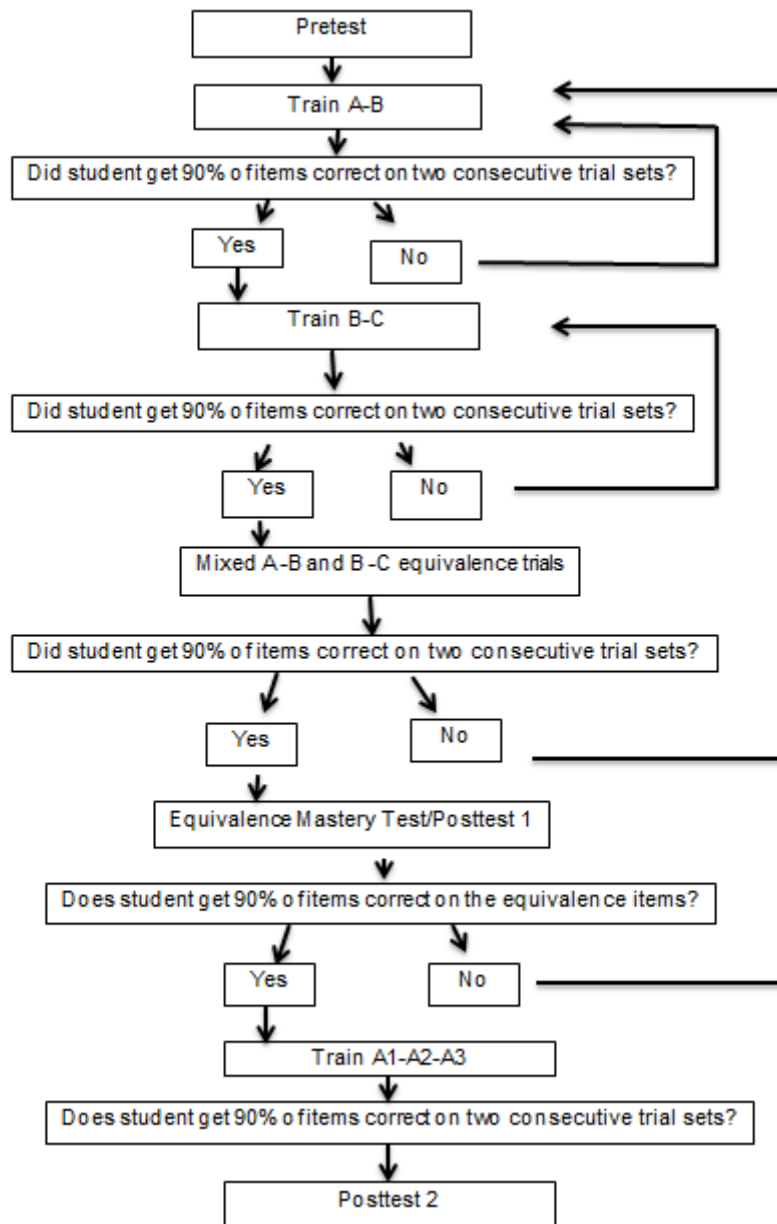 Pretest
Train A-B
Did student get 90% of items correct on two consecutive trial sets?
Yes
No
Train B-C
Did student get 90% of items correct on two consecutive trial sets?
Yes
No
Mixed A-B and B-C equivalence trials
Did student get 90% of items correct on two consecutive trial sets?
Yes
No
Equivalence Mastery Test/Posttest 1
Does student get 90% of items correct on the equivalence items?
Yes
No
Train A1-A2-A3
Does student get 90% of items correct on two consecutive trial sets?
Posttest 2